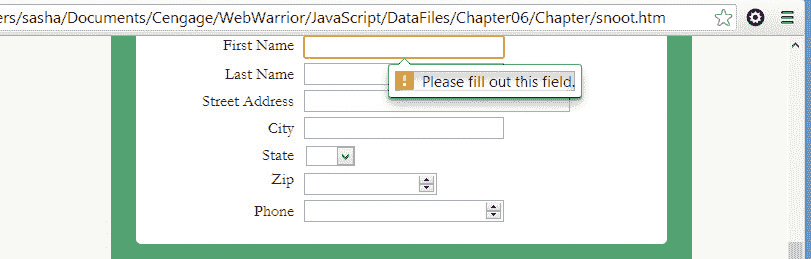 ers/sasha/Documents/Cengage/WebWarrior/JavaScript/DataFiles/Chapter06/Chapter/snoot.htm
First Name
Last Name
Please fill out this field.
Street Address
City
State
Zip
Phone